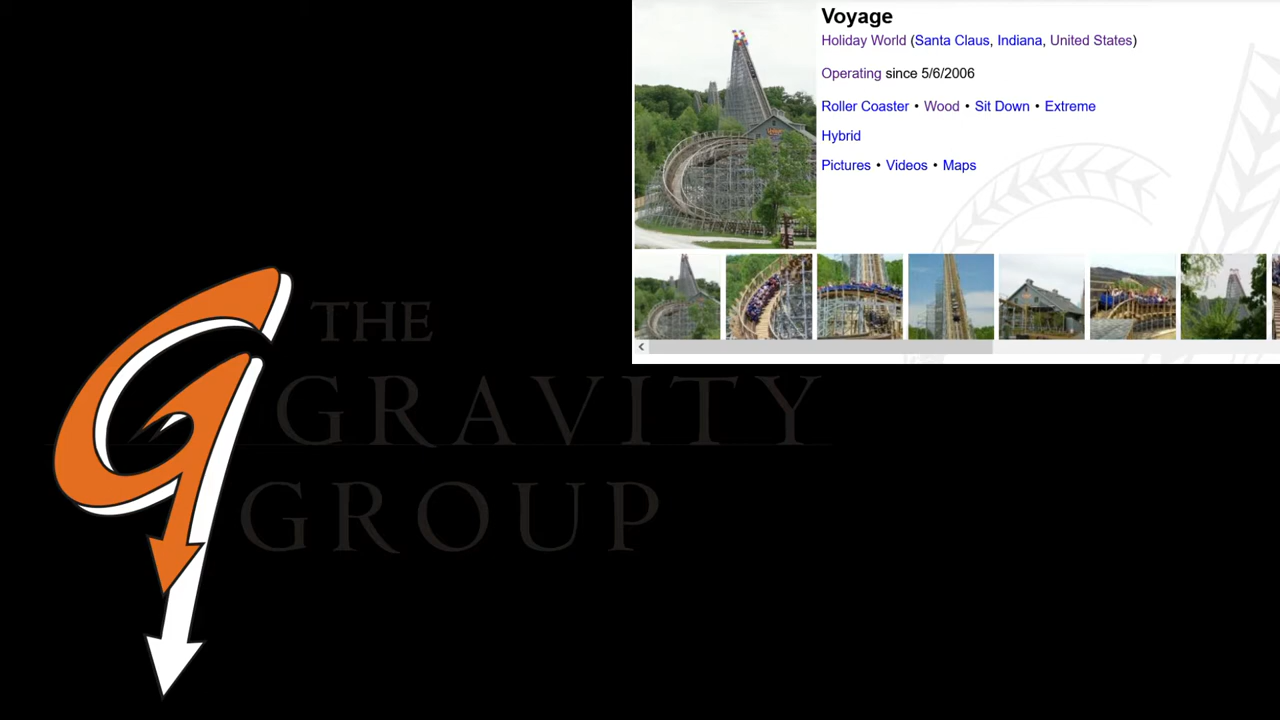 Voyage
Holiday World (Santa Claus, Indiana, United States)
Operating since 5/6/2006
Roller Coaster • Wood • Sit Down • Extreme
Hybrid
Pictures • Videos • Maps
THE
GRAVITY
GROUP